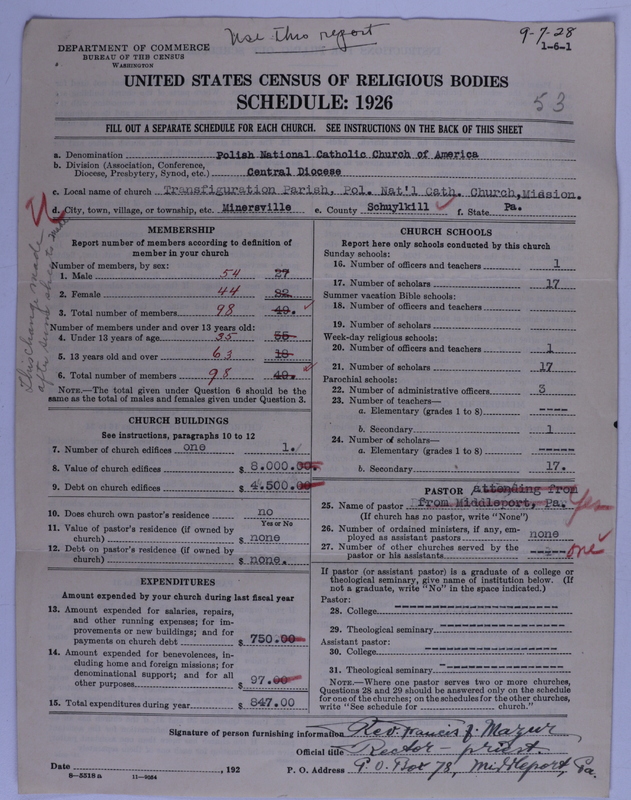 Use this report
9-7-28
DEPARTMENT OF COMMERCE
BUREAU OF THE CENSUS
WASHINGTON
1-6-1
UNITED STATES CENSUS OF RELIGIOUS BODIES
SCHEDULE: 1926
53
FILL OUT A SEPARATE SCHEDULE FOR EACH CHURCH. SEE INSTRUCTIONS ON THE BACK OF THIS SHEET
a. Denomination Polish National Catholic Church of America
b. Division (Association, Conference, Diocese, Presbytery, Synod, etc.) Central Diocese
c. Local name of church Transfiguration Parish, Pol. Nat'l Cath. Church, Mission.
d. City, town, village, or township, etc. Minersville e. County Schuylkill f. State Pa.
This change made after
MEMBERSHIP
Report number of members according to definition of member in your church
Number of members, by sex:
1. Male 54 27
2. Female 44 22
3. Total number of members 98 49.
Number of members under and over 13 years old:
4. Under 13 years of age 35
5. 13 years old and over 63 18
6. Total number of members 98 49.
NOTE.—The total given under Question 6 should be the same as the total of males and females given under Question 3.
CHURCH BUILDINGS
See instructions, paragraphs 10 to 12
7. Number of church edifices one 1.
8. Value of church edifices $ 8.000.00.
9. Debt on church edifices $ 4.500.00
10. Does church own pastor's residence no
Yes or No
11. Value of pastor's residence (if owned by church) $ none
12. Debt on pastor's residence (if owned by church) $ none.
EXPENDITURES
Amount expended by your church during last fiscal year
13. Amount expended for salaries, repairs, and other running expenses; for improvements or new buildings; and for payments on church debt $ 750.00
14. Amount expended for benevolences, including home and foreign missions; for denominational support; and for all other purposes $ 97.00
15. Total expenditures during year $ 847.00
CHURCH SCHOOLS
Report here only schools conducted by this church
Sunday schools:
16. Number of officers and teachers 1
17. Number of scholars 17
Summer vacation Bible schools:
18. Number of officers and teachers
19. Number of scholars
Week-day religious schools:
20. Number of officers and teachers 1
21. Number of scholars 17
Parochial schools:
22. Number of administrative officers 3
23. Number of teachers—
a. Elementary (grades 1 to 8) ----
b. Secondary 1
24. Number of scholars—
a. Elementary (grades 1 to 8) -----
b. Secondary 17.
PASTOR Attending from
25. Name of pastor from Middleport, Pa.
(If church has no pastor, write "None")
26. Number of ordained ministers, if any, employed as assistant pastors none
27. Number of other churches served by the pastor or his assistants one
If pastor (or assistant pastor) is a graduate of a college or theological seminary, give name of institution below. (If not a graduate, write "No" in the space indicated.)
Pastor:
28. College
29. Theological seminary
Assistant pastor:
30. College
31. Theological seminary
NOTE.—Where one pastor serves two or more churches, Questions 28 and 29 should be answered only on the schedule for one of the churches; on the schedules for the other churches, write "See schedule for ............ church."
Signature of person furnishing information Rev. Francis J. Mazur
Official title Rector - priest.
Date ............, 192 P. O. Address P. O. Box 78, Middleport, Pa.
8—5518 a 11—9084